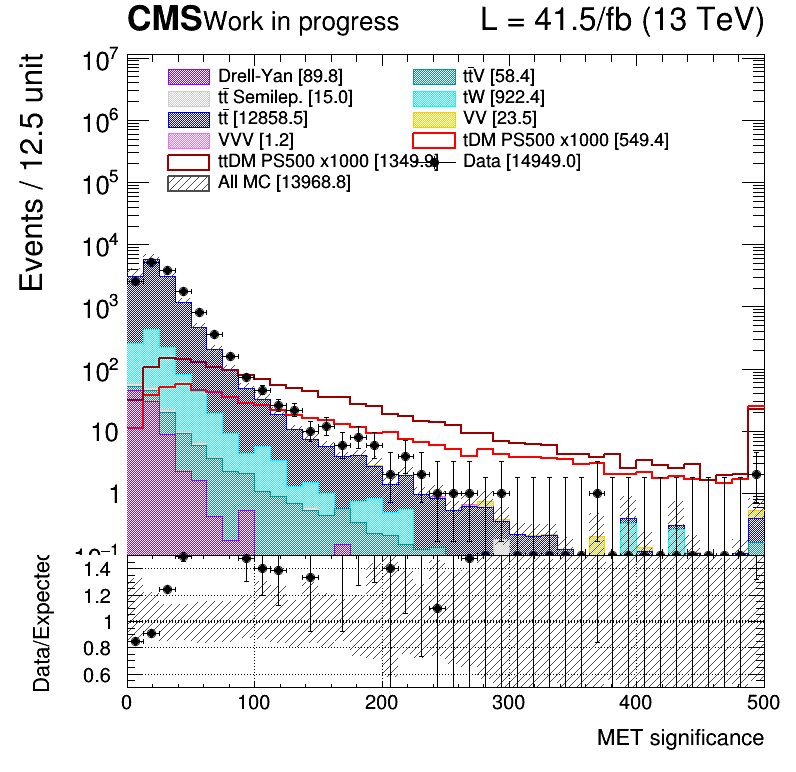 CMS Work in progress L = 41.5/fb (13 TeV)
Events / 12.5 unit
10⁷
10⁶
10⁵
10⁴
10³
10²
10
1
10⁻¹
Drell-Yan [89.8] tt̄V [58.4]
tt̄ Semilep. [15.0] tW [922.4]
tt̄ [12858.5] VV [23.5]
VVV [1.2] tDM PS500 x1000 [549.4]
ttDM PS500 x1000 [1349.9] Data [14949.0]
All MC [13968.8]
Data/Expected
1.4
1.2
1
0.8
0.6
0 100 200 300 400 500
MET significance